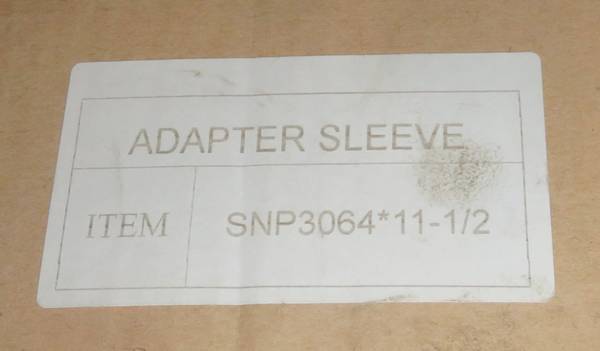 ADAPTER SLEEVE
ITEM SNP3064*11-1/2